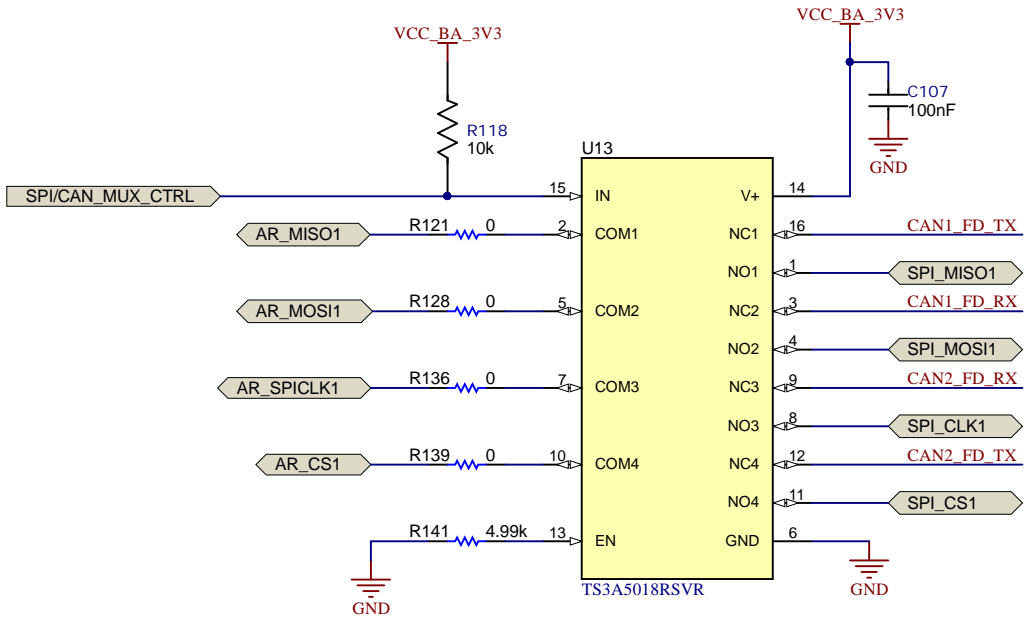 VCC_BA_3V3
VCC_BA_3V3
C107
100nF
GND
R118
10k
U13
SPI/CAN_MUX_CTRL
15 IN V+ 14
AR_MISO1 R121 0 2 COM1 NC1 16 CAN1_FD_TX
NO1 1 SPI_MISO1
AR_MOSI1 R128 0 5 COM2 NC2 3 CAN1_FD_RX
NO2 4 SPI_MOSI1
AR_SPICLK1 R136 0 7 COM3 NC3 9 CAN2_FD_RX
NO3 8 SPI_CLK1
AR_CS1 R139 0 10 COM4 NC4 12 CAN2_FD_TX
NO4 11 SPI_CS1
R141 4.99k 13 EN GND 6
TS3A5018RSVR
GND
GND